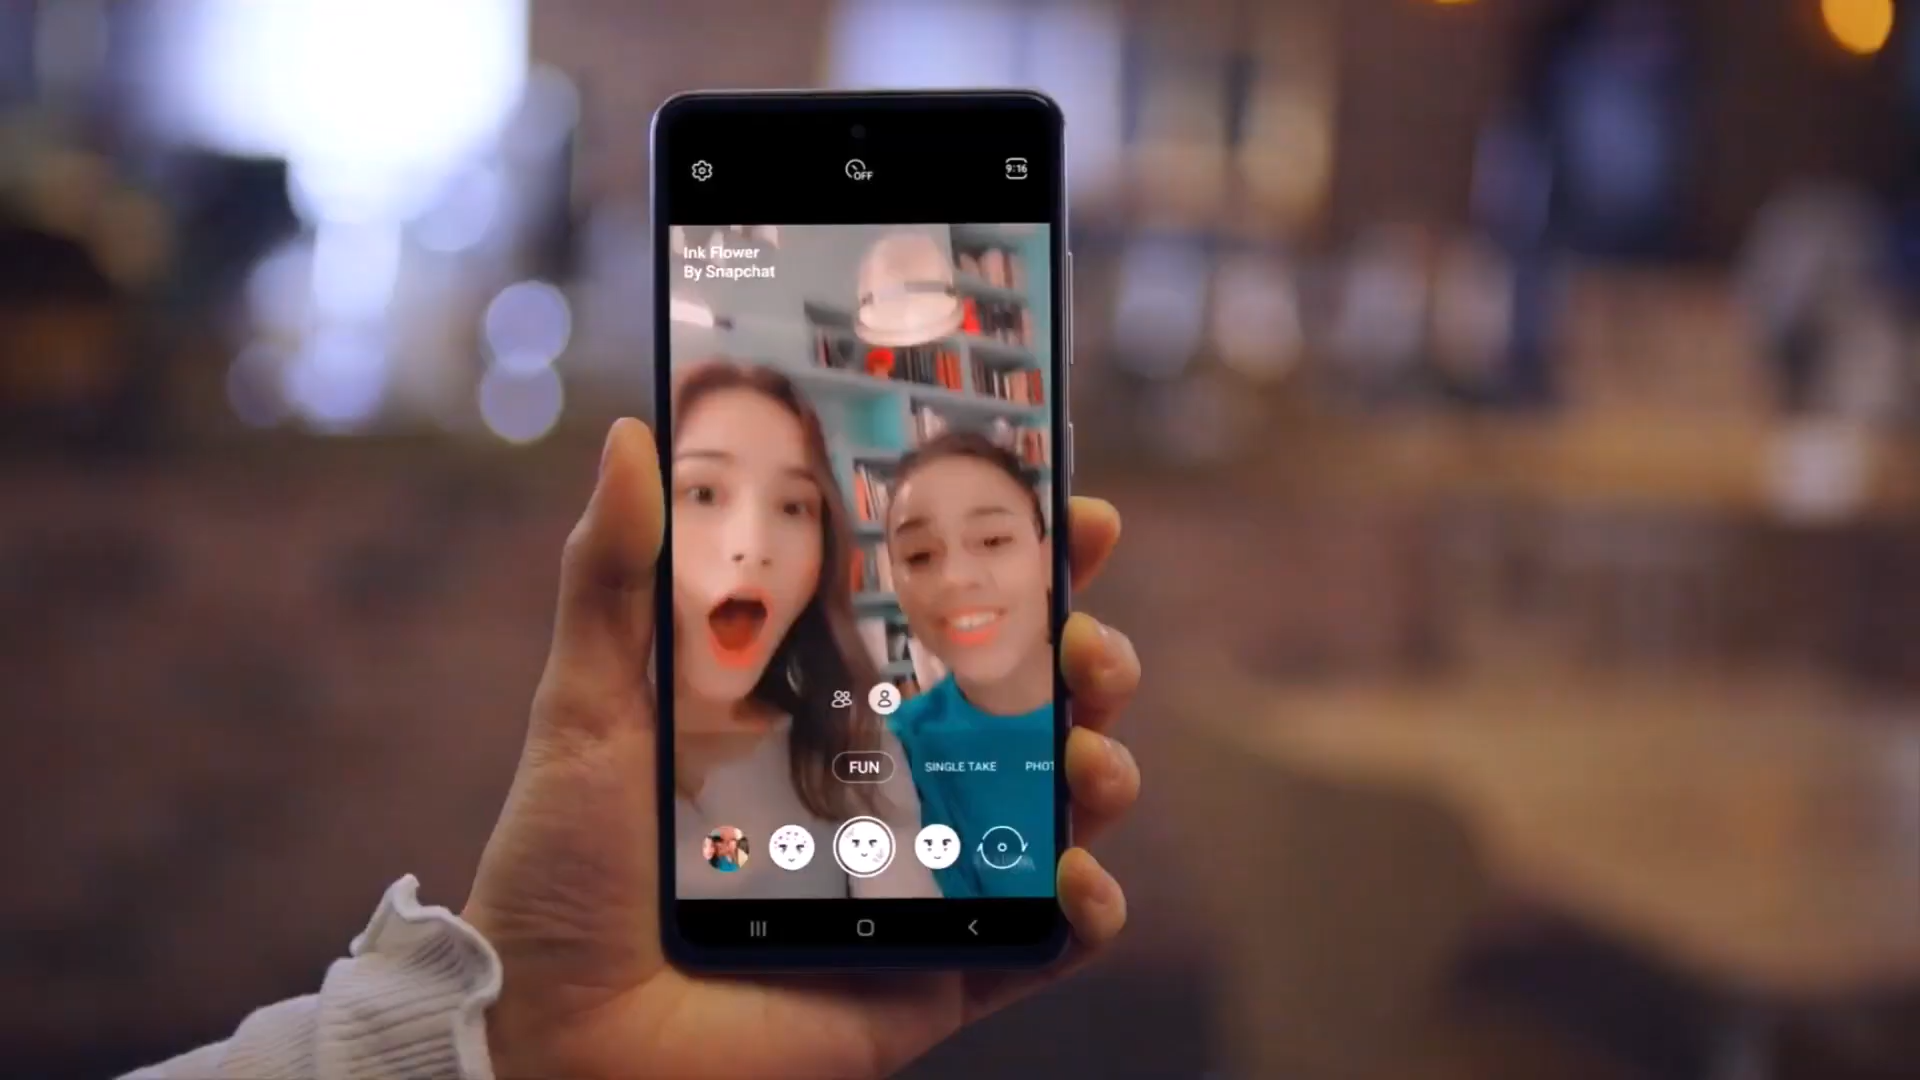 OFF
9:16
Ink Flower
By Snapchat
FUN
SINGLE TAKE
PHOT